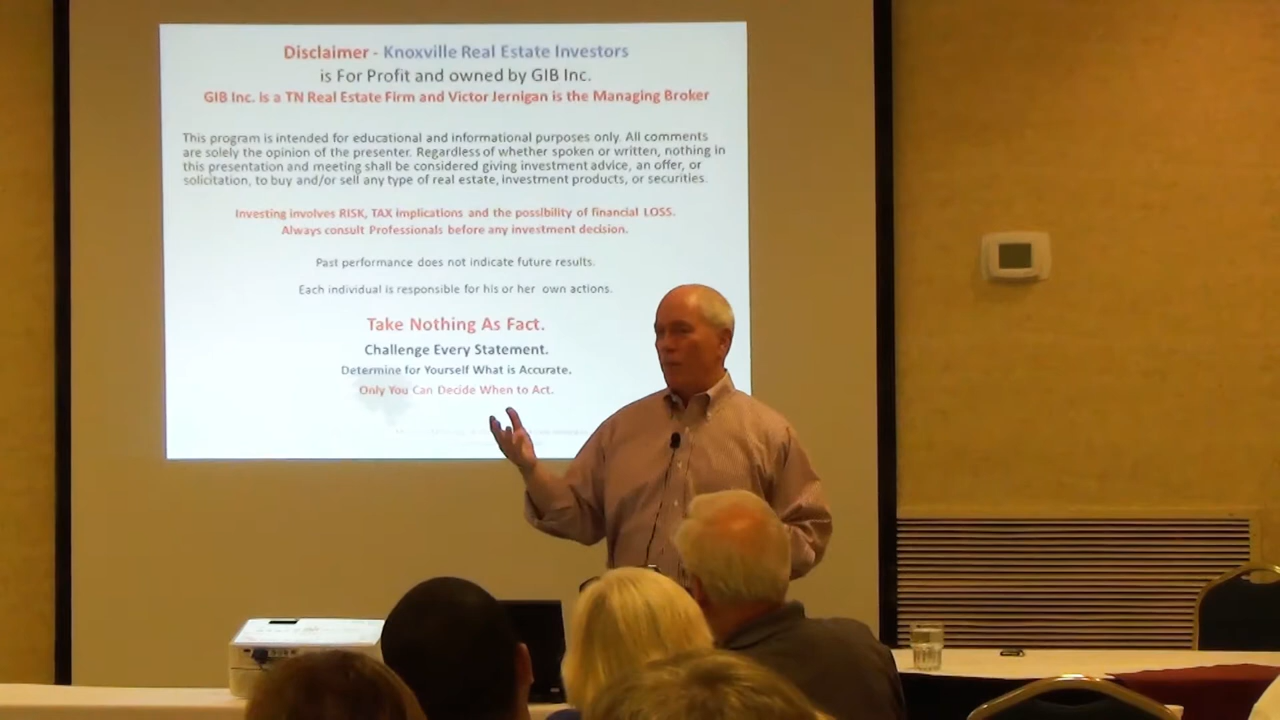 Disclaimer - Knoxville Real Estate Investors
is For Profit and owned by GIB Inc.
GIB Inc. is a TN Real Estate Firm and Victor Jernigan is the Managing Broker
This program is intended for educational and informational purposes only. All comments
are solely the opinion of the presenter. Regardless of whether spoken or written, nothing in
this presentation and meeting shall be considered giving investment advice, an offer, or
solicitation, to buy and/or sell any type of real estate, investment products, or securities.
Investing involves RISK, TAX implications and the possibility of financial LOSS.
Always consult Professionals before any investment decision.
Past performance does not indicate future results.
Each individual is responsible for his or her own actions.
Take Nothing As Fact.
Challenge Every Statement.
Determine for Yourself What is Accurate.
Only You Can Decide When to Act.